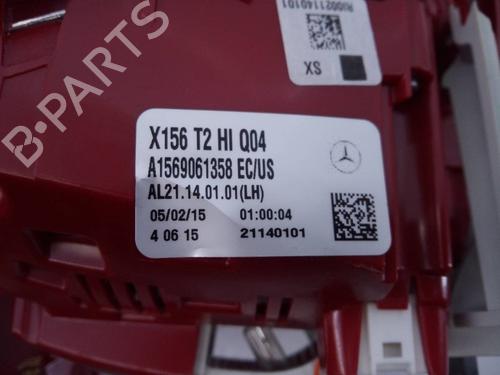 RI00021140101
XS
X156 T2 HI Q04
A1569061358 EC/US
AL21.14.01.01(LH)
05/02/15 01:00:04
4 06 15 21140101
B-PARTS